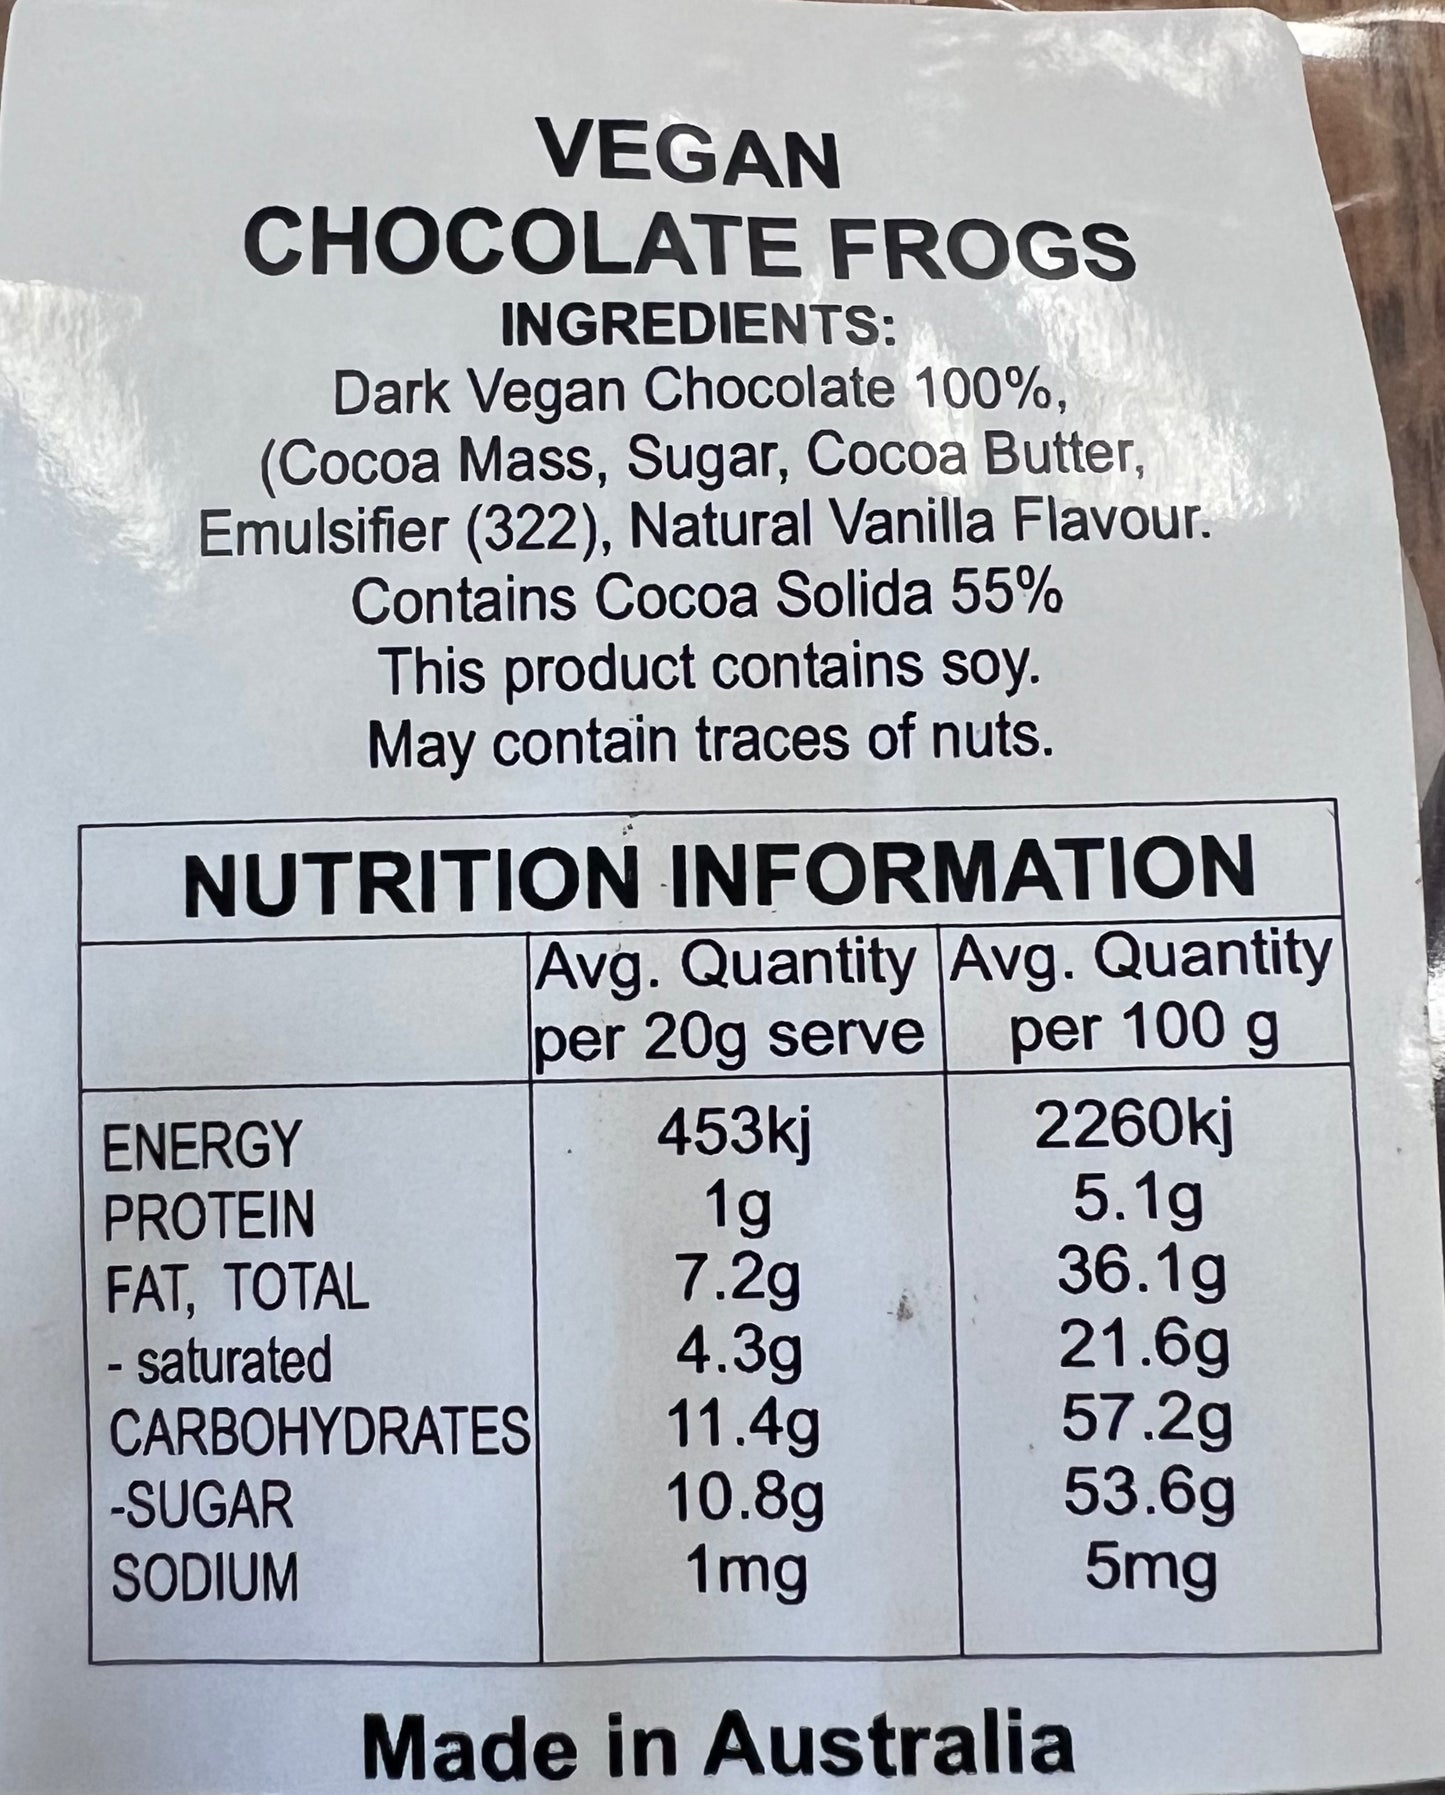 VEGAN
CHOCOLATE FROGS
INGREDIENTS:
Dark Vegan Chocolate 100%,
(Cocoa Mass, Sugar, Cocoa Butter,
Emulsifier (322), Natural Vanilla Flavour.
Contains Cocoa Solida 55%
This product contains soy.
May contain traces of nuts.
NUTRITION INFORMATION
Avg. Quantity per 20g serve Avg. Quantity per 100 g
ENERGY 453kj 2260kj
PROTEIN 1g 5.1g
FAT, TOTAL 7.2g 36.1g
- saturated 4.3g 21.6g
CARBOHYDRATES 11.4g 57.2g
-SUGAR 10.8g 53.6g
SODIUM 1mg 5mg
Made in Australia